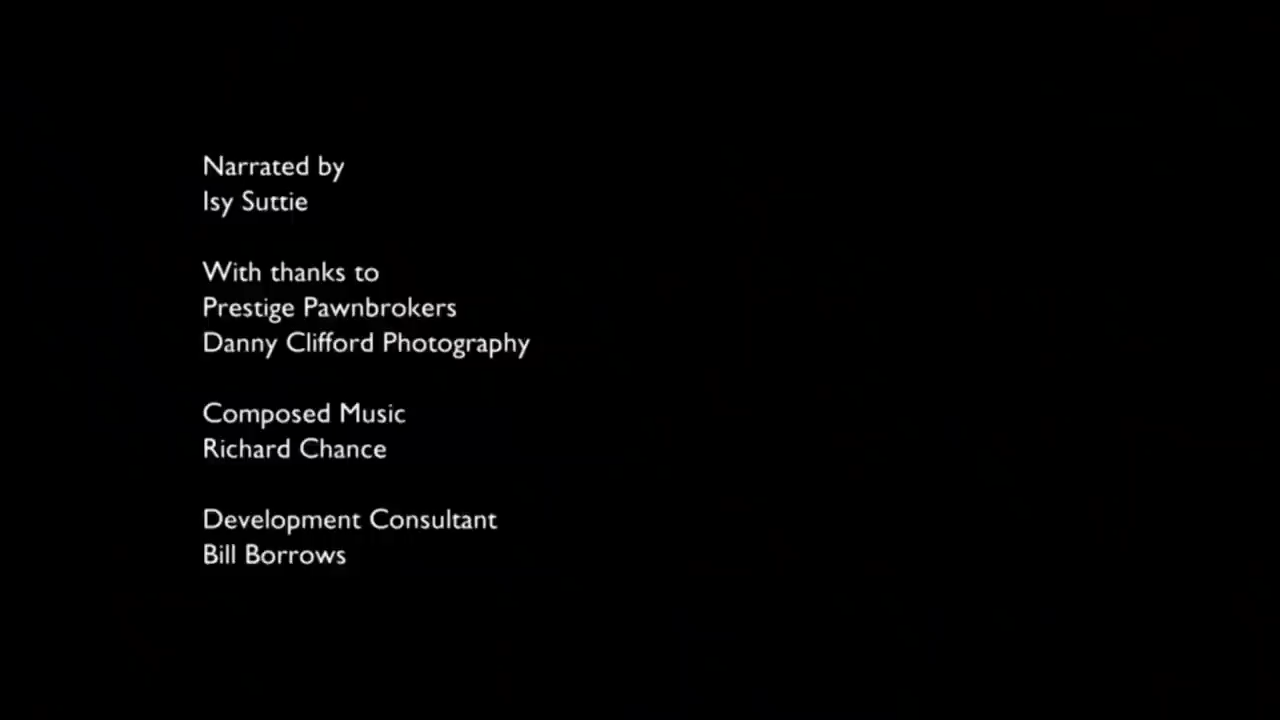 Narrated by
Isy Suttie
With thanks to
Prestige Pawnbrokers
Danny Clifford Photography
Composed Music
Richard Chance
Development Consultant
Bill Borrows